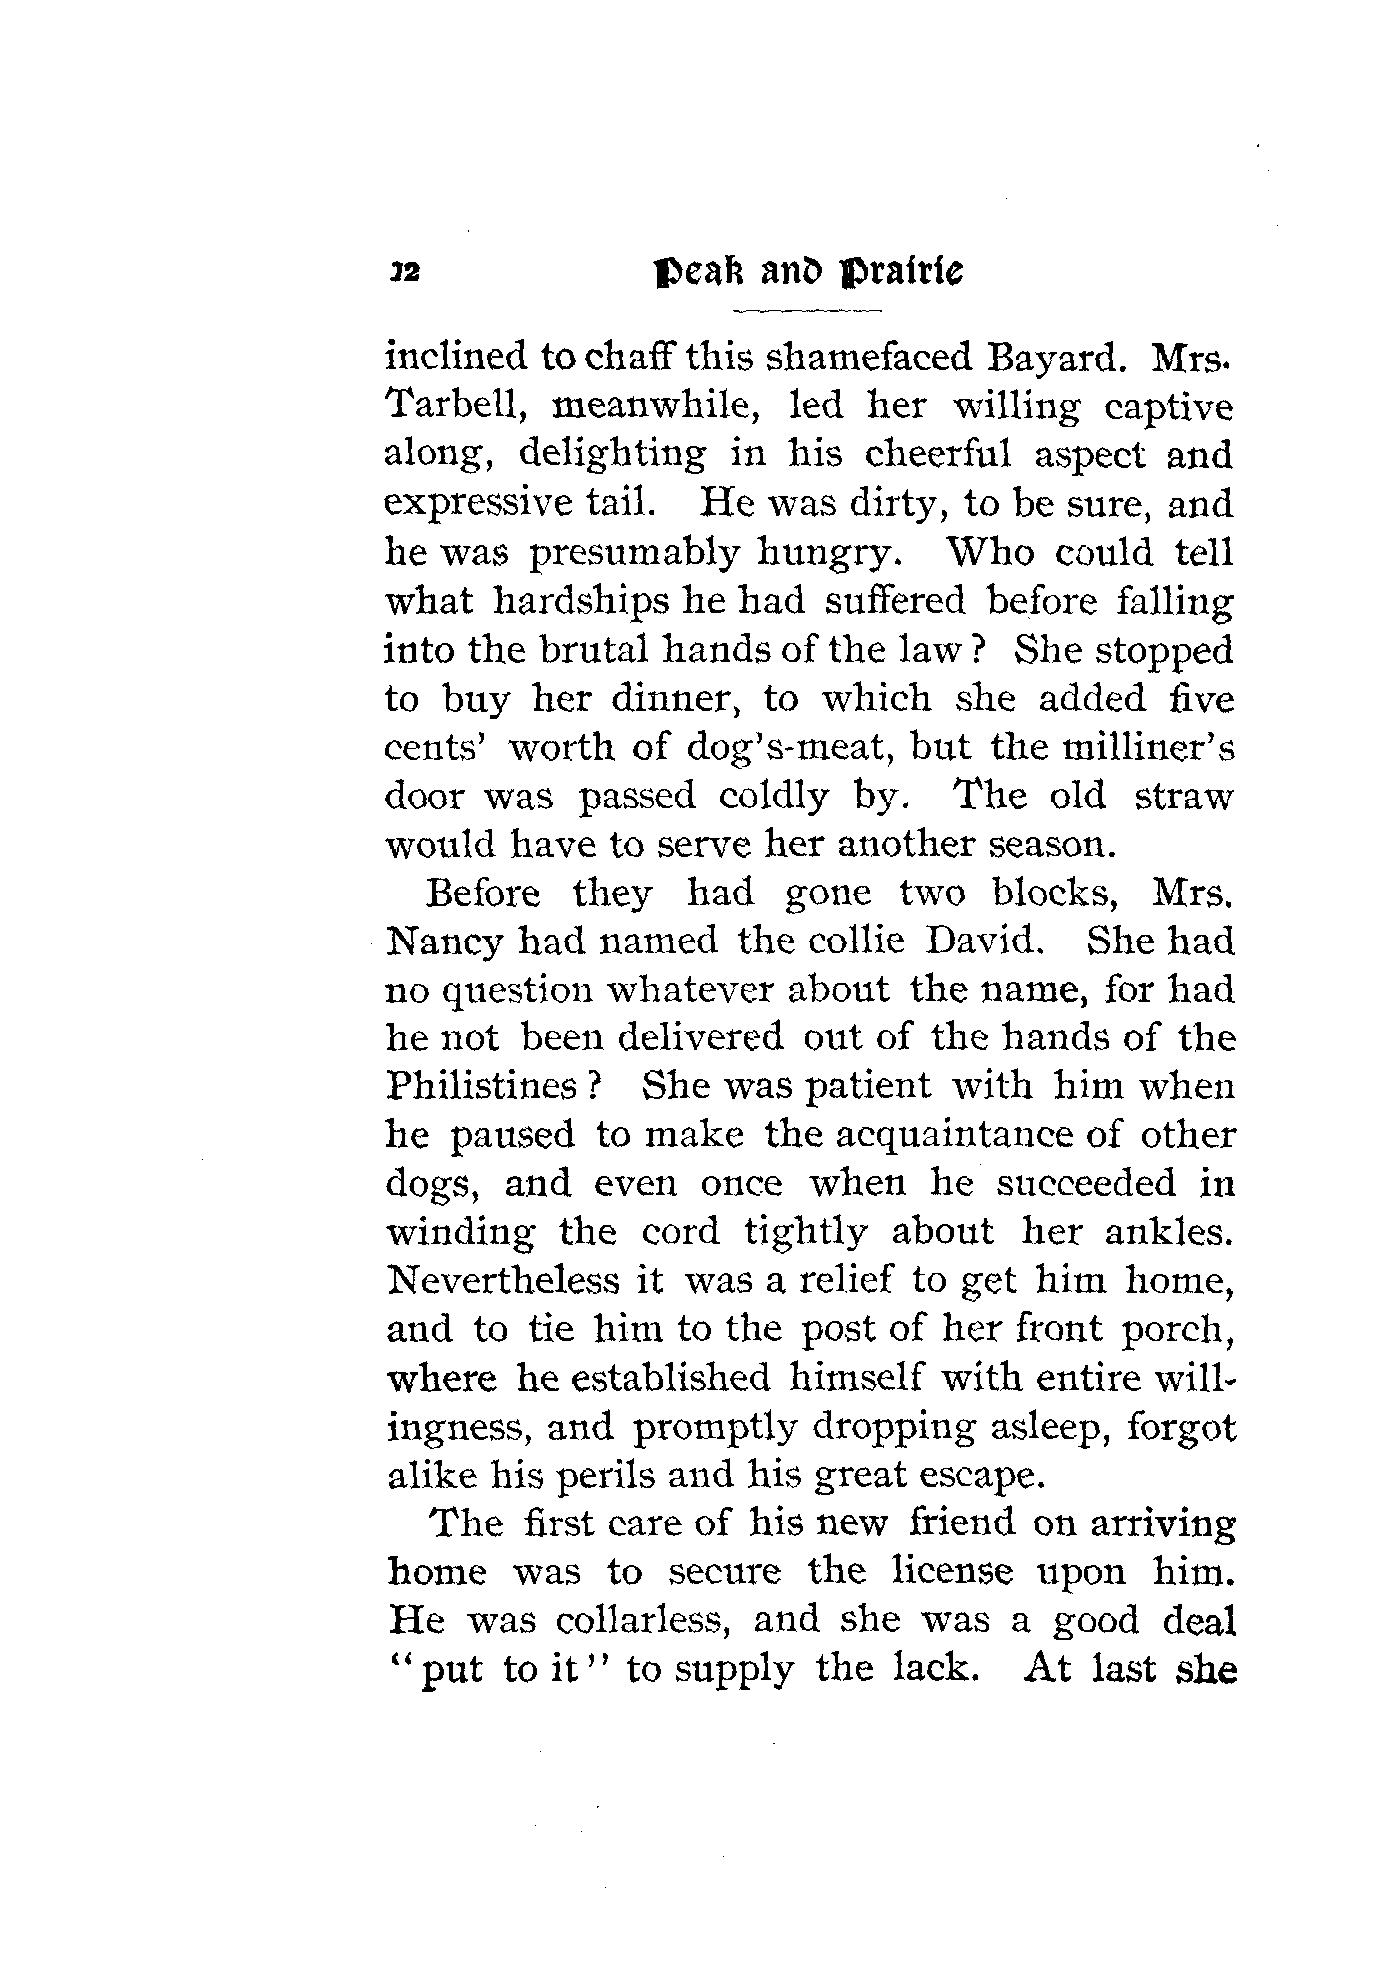 12 Peak and Prairie
inclined to chaff this shamefaced Bayard. Mrs.
Tarbell, meanwhile, led her willing captive
along, delighting in his cheerful aspect and
expressive tail. He was dirty, to be sure, and
he was presumably hungry. Who could tell
what hardships he had suffered before falling
into the brutal hands of the law? She stopped
to buy her dinner, to which she added five
cents' worth of dog's-meat, but the milliner's
door was passed coldly by. The old straw
would have to serve her another season.
Before they had gone two blocks, Mrs.
Nancy had named the collie David. She had
no question whatever about the name, for had
he not been delivered out of the hands of the
Philistines? She was patient with him when
he paused to make the acquaintance of other
dogs, and even once when he succeeded in
winding the cord tightly about her ankles.
Nevertheless it was a relief to get him home,
and to tie him to the post of her front porch,
where he established himself with entire will-
ingness, and promptly dropping asleep, forgot
alike his perils and his great escape.
The first care of his new friend on arriving
home was to secure the license upon him.
He was collarless, and she was a good deal
"put to it" to supply the lack. At last she